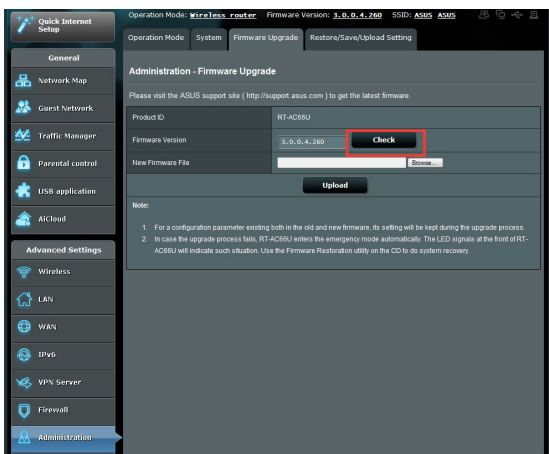 Quick Internet
Setup
Operation Mode: Wireless router Firmware Version: 3.0.0.4.260 SSID: ASUS ASUS
Operation Mode System Firmware Upgrade Restore/Save/Upload Setting
General
Network Map
Guest Network
Traffic Manager
Parental control
USB application
AiCloud
Advanced Settings
Wireless
LAN
WAN
IPv6
VPN Server
Firewall
Administration
Administration - Firmware Upgrade
Please visit the ASUS support site ( http://support.asus.com ) to get the latest firmware.
Product ID RT-AC66U
Firmware Version 3.0.0.4.260 Check
New Firmware File Browse...
Upload
Note:
1. For a configuration parameter existing both in the old and new firmware, its setting will be kept during the upgrade process.
2. In case the upgrade process fails, RT-AC66U enters the emergency mode automatically. The LED signals at the front of RT-
AC66U will indicate such situation. Use the Firmware Restoration utility on the CD to do system recovery.